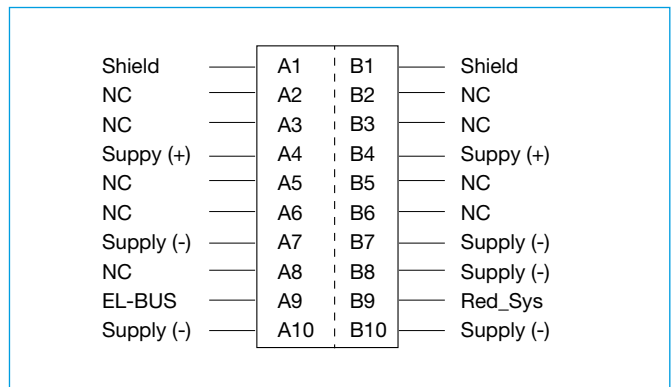 Shield A1 B1 Shield
NC A2 B2 NC
NC A3 B3 NC
Suppy (+) A4 B4 Suppy (+)
NC A5 B5 NC
NC A6 B6 NC
Supply (-) A7 B7 Supply (-)
NC A8 B8 Supply (-)
EL-BUS A9 B9 Red_Sys
Supply (-) A10 B10 Supply (-)